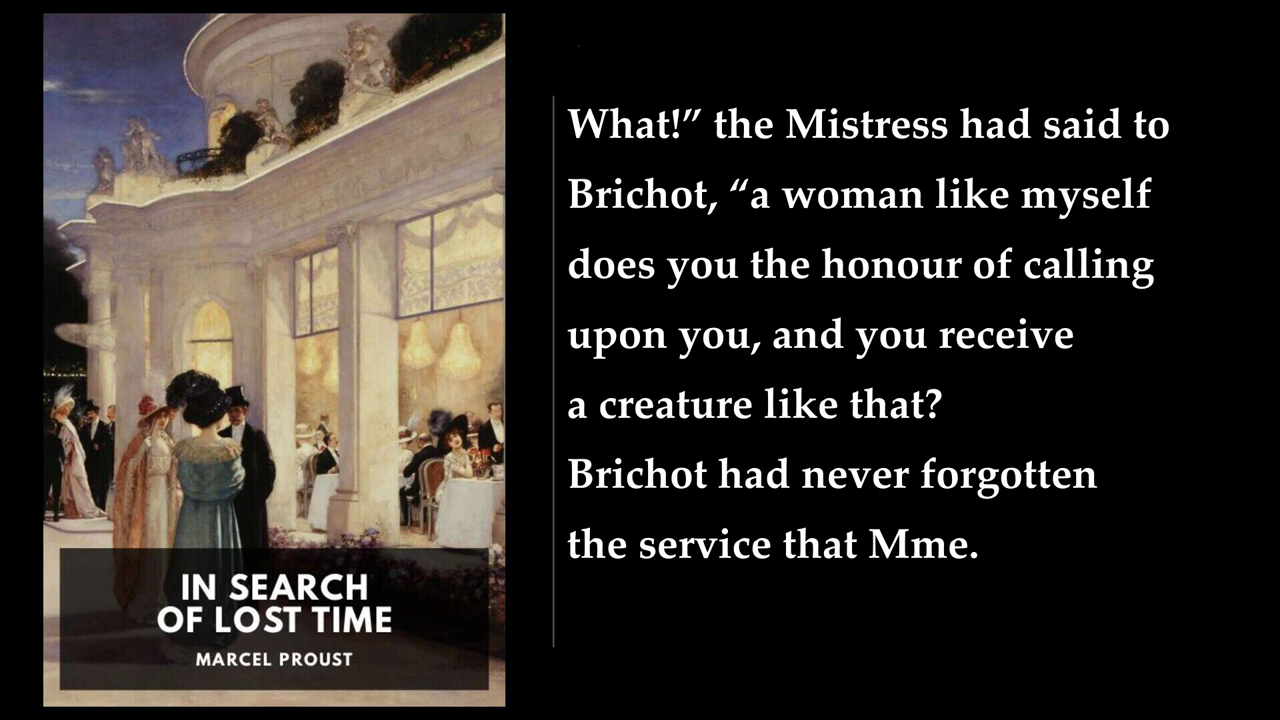 What!” the Mistress had said to
Brichot, “a woman like myself
does you the honour of calling
upon you, and you receive
a creature like that?
Brichot had never forgotten
the service that Mme.
IN SEARCH
OF LOST TIME
MARCEL PROUST